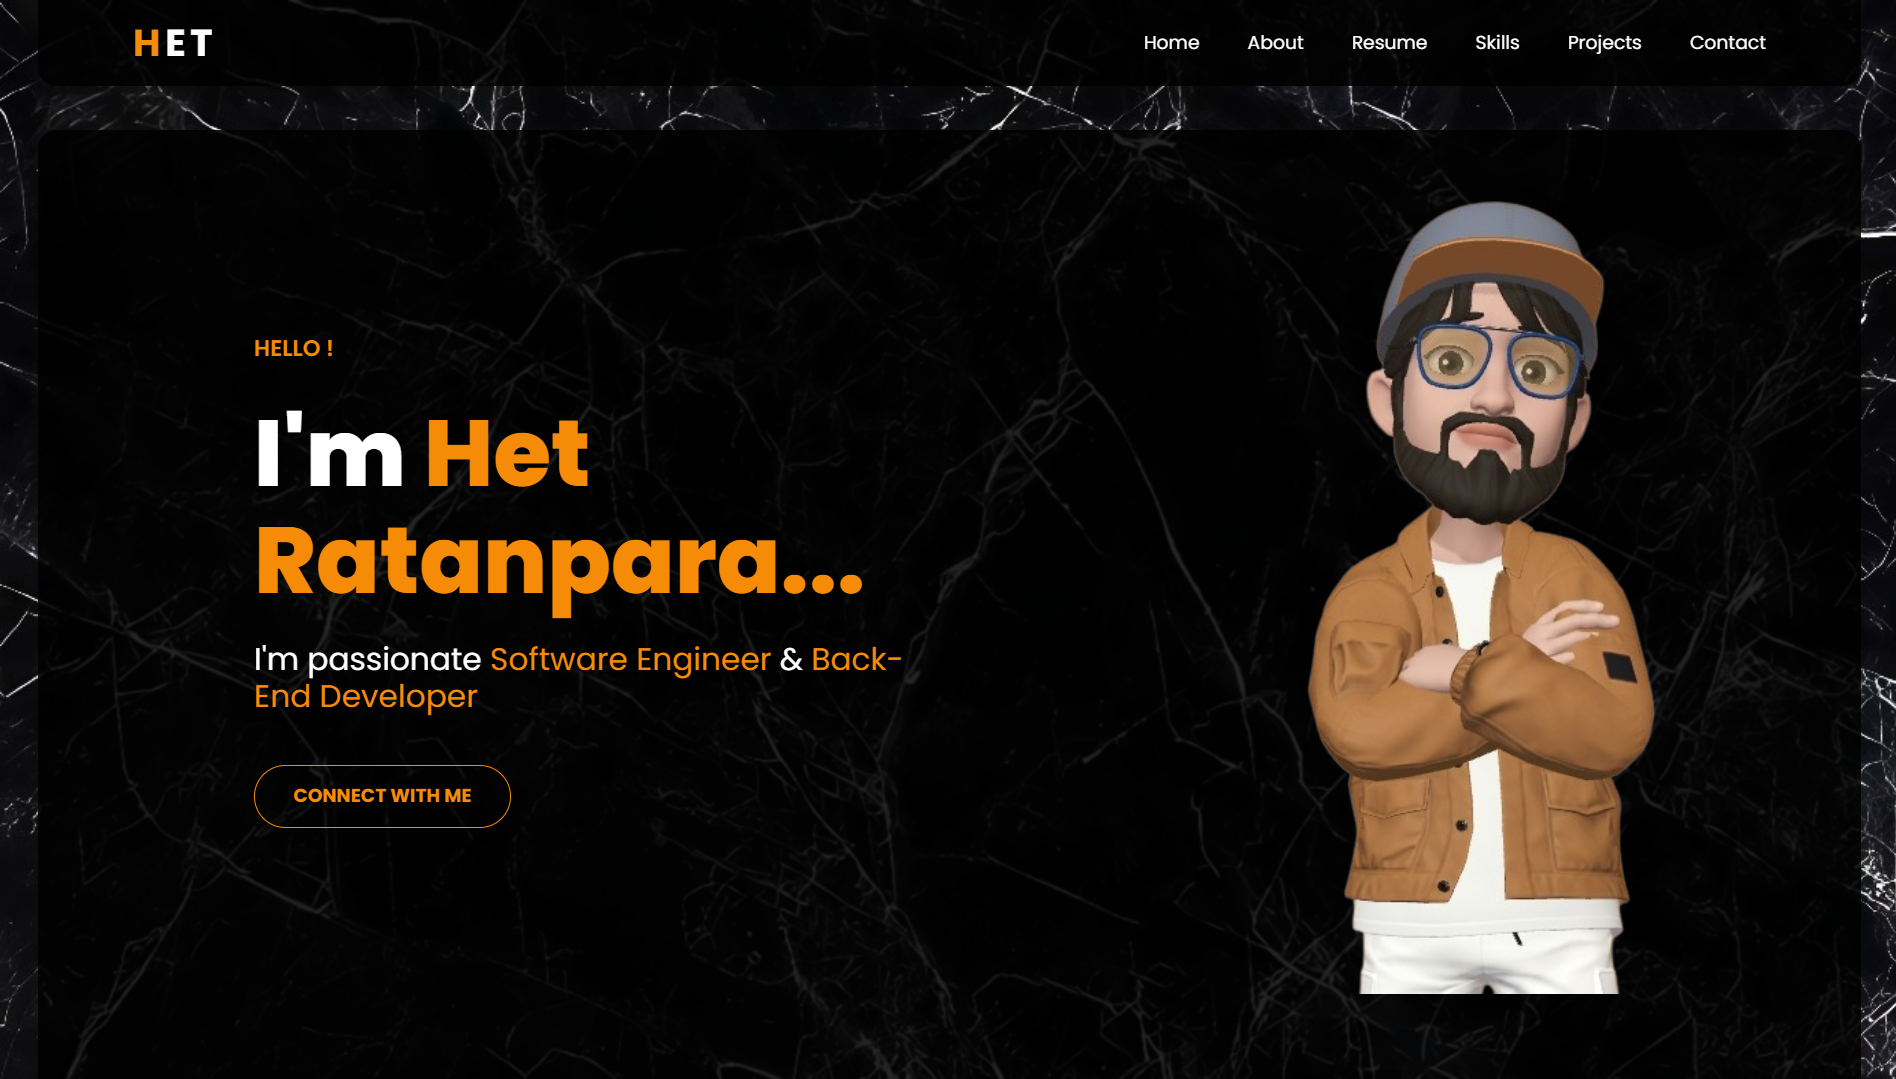 HET
Home About Resume Skills Projects Contact
HELLO !
I'm Het
Ratanpara...
I'm passionate Software Engineer & Back-
End Developer
CONNECT WITH ME